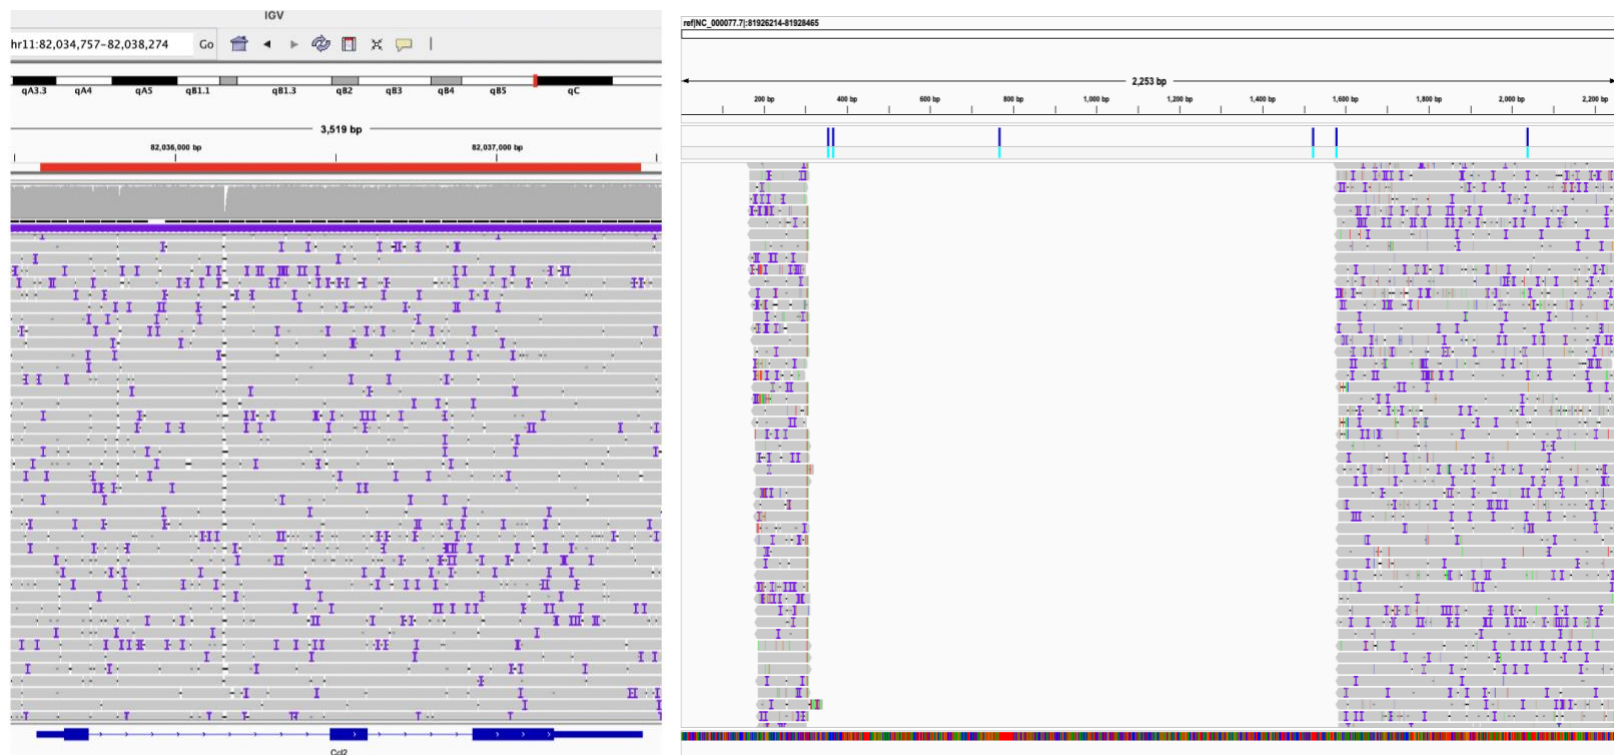 IGV
hr11:82,034,757-82,038,274 Go
qA3.3 qA4 qA5 qB1.1 qB1.3 qB2 qB3 qB4 qB5 qC
3,519 bp
82,036,000 bp 82,037,000 bp
Ccl2
ref|NC_000077.7|:81926214-81928465
2,253 bp
200 bp 400 bp 600 bp 800 bp 1,000 bp 1,200 bp 1,400 bp 1,600 bp 1,800 bp 2,000 bp 2,200 bp